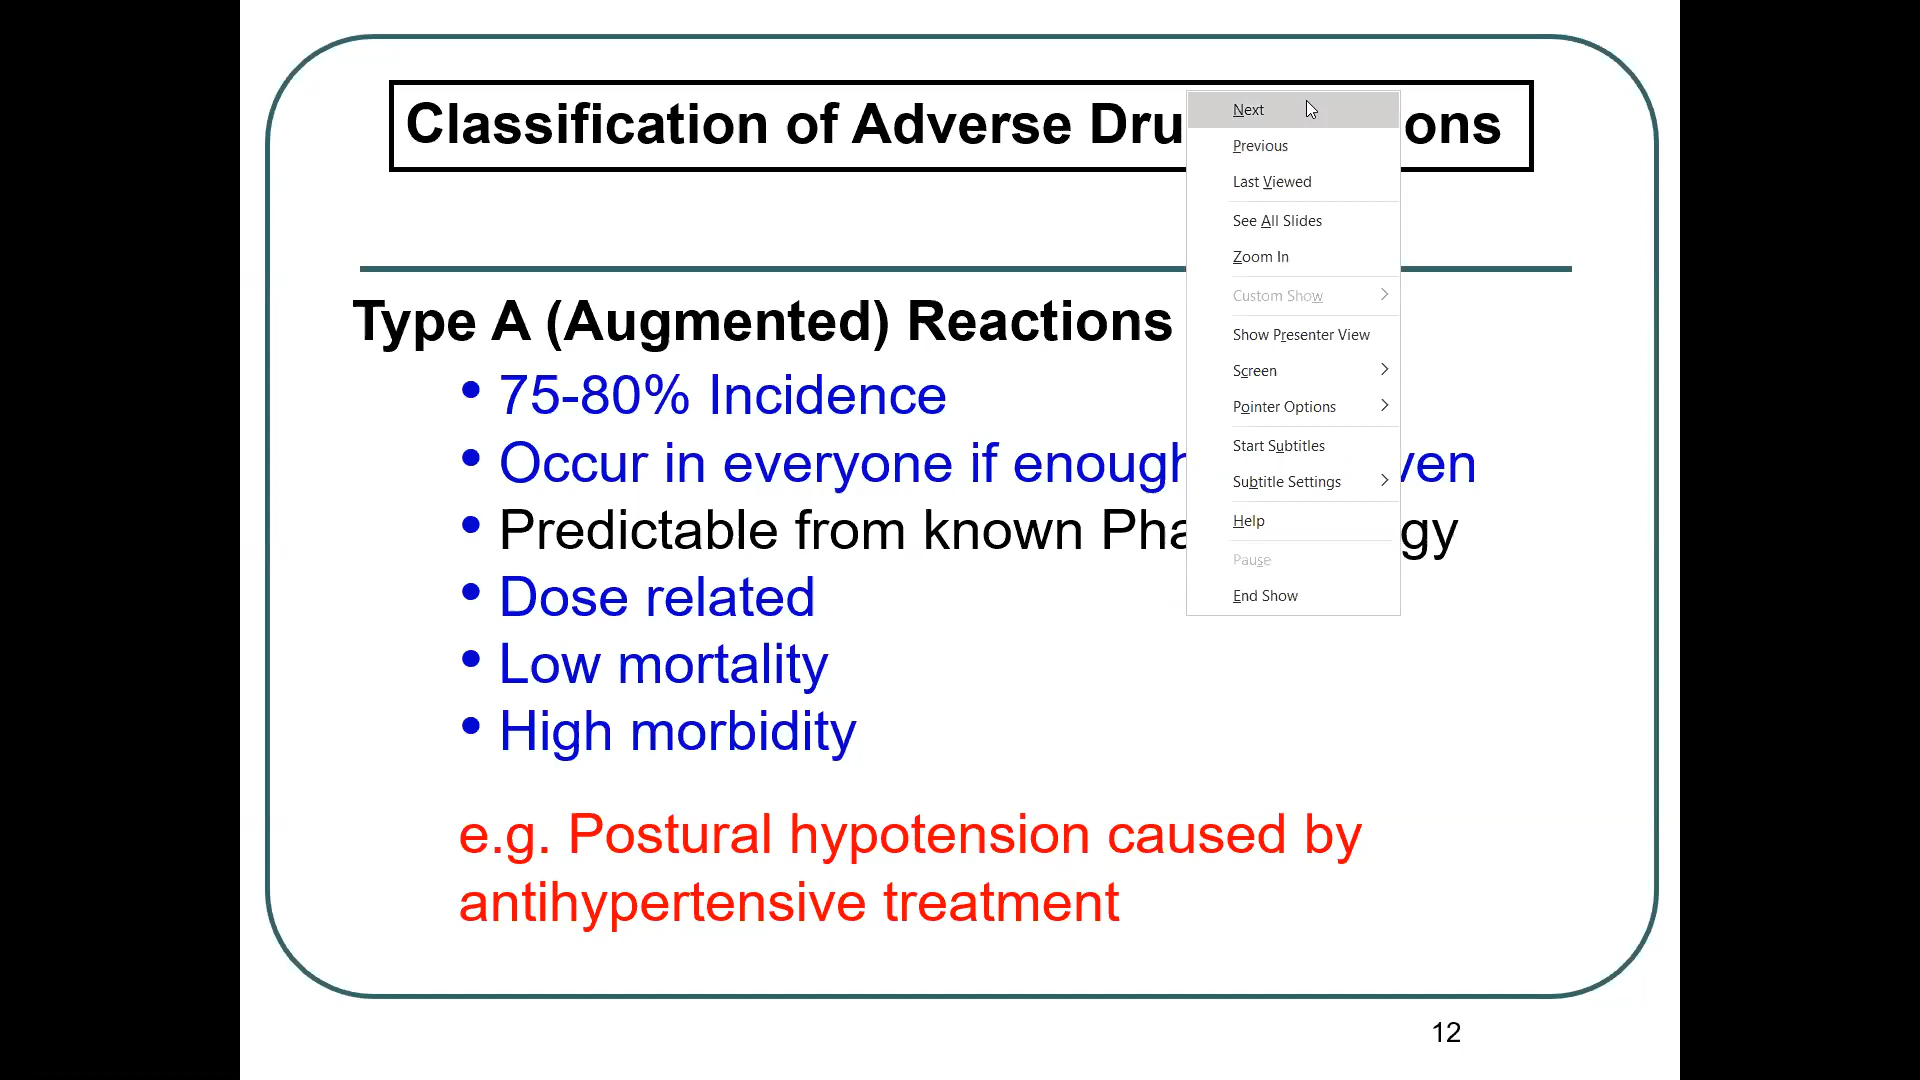 Classification of Adverse Dru ons
Type A (Augmented) Reactions
• 75-80% Incidence
• Occur in everyone if enough ven
• Predictable from known Pha gy
• Dose related
• Low mortality
• High morbidity
e.g. Postural hypotension caused by
antihypertensive treatment
12
Next
Previous
Last Viewed
See All Slides
Zoom In
Custom Show
Show Presenter View
Screen
Pointer Options
Start Subtitles
Subtitle Settings
Help
Pause
End Show